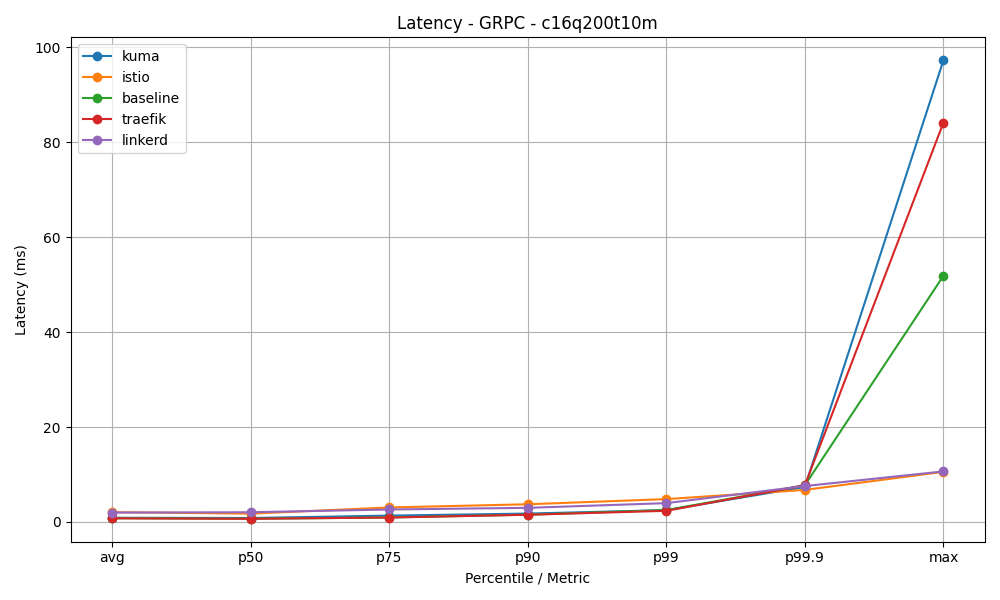 Latency - GRPC - c16q200t10m
kuma
istio
baseline
traefik
linkerd
100
80
60
40
20
0
Latency (ms)
avg p50 p75 p90 p99 p99.9 max
Percentile / Metric